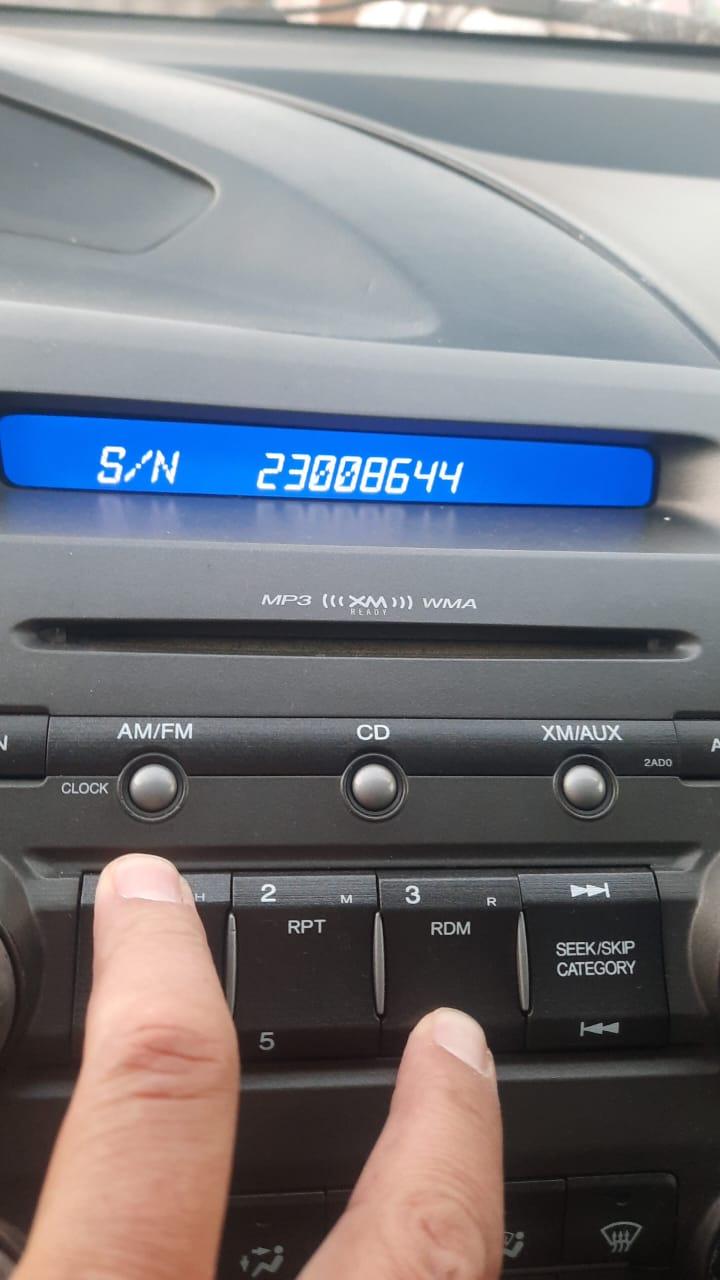 S/N 23008644
MP3 XM WMA
READY
AM/FM CD XM/AUX
2AD0
CLOCK
H 2 M 3 R
RPT RDM
SEEK/SKIP
CATEGORY
5